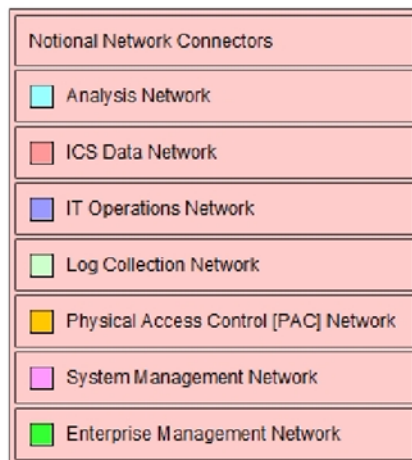 Notional Network Connectors
Analysis Network
ICS Data Network
IT Operations Network
Log Collection Network
Physical Access Control [PAC] Network
System Management Network
Enterprise Management Network